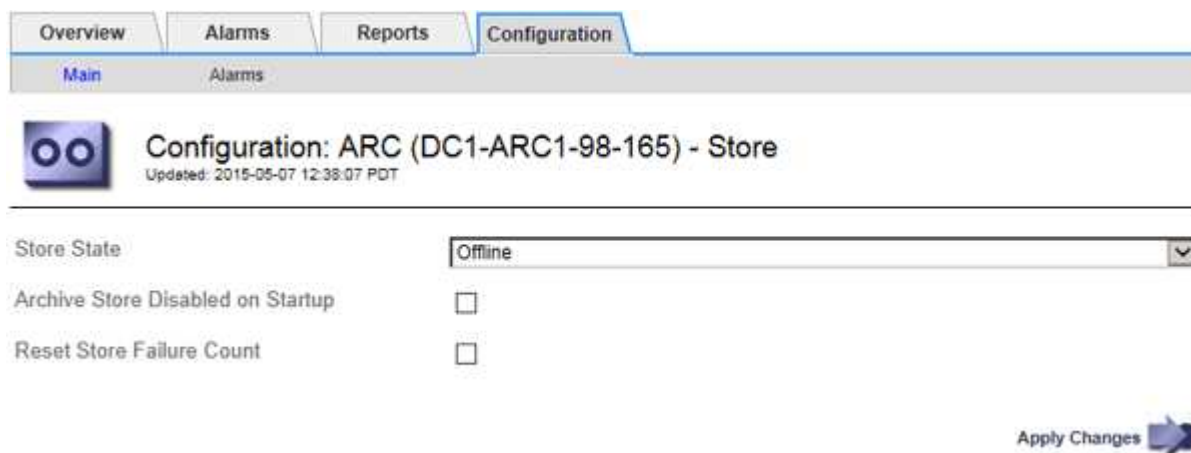 Overview Alarms Reports Configuration
Main Alarms
Configuration: ARC (DC1-ARC1-98-165) - Store
Updated: 2015-05-07 12:38:07 PDT
Store State Offline
Archive Store Disabled on Startup
Reset Store Failure Count
Apply Changes